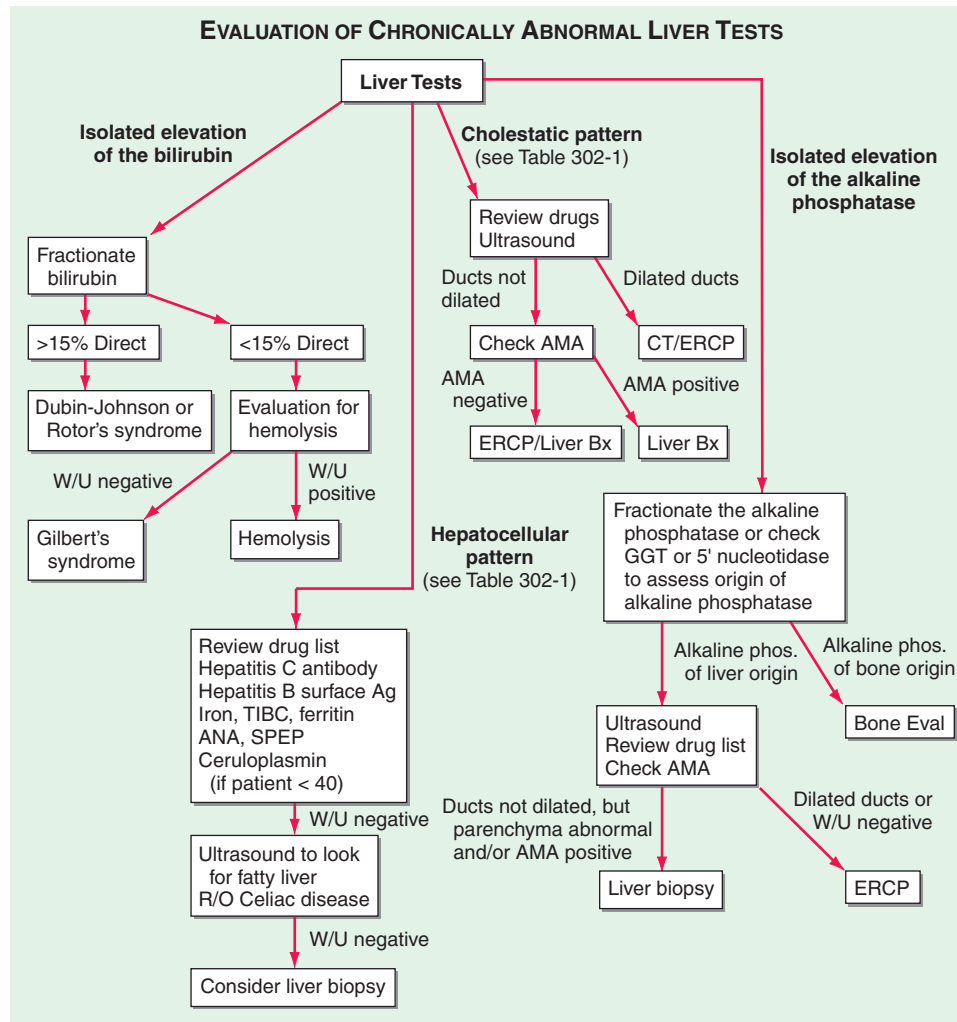 EVALUATION OF CHRONICALLY ABNORMAL LIVER TESTS
Liver Tests
Isolated elevation
of the bilirubin
Fractionate
bilirubin
>15% Direct
<15% Direct
Dubin-Johnson or
Rotor's syndrome
Evaluation for
hemolysis
W/U negative
W/U
positive
Gilbert's
syndrome
Hemolysis
Hepatocellular
pattern
(see Table 302-1)
Review drug list
Hepatitis C antibody
Hepatitis B surface Ag
Iron, TIBC, ferritin
ANA, SPEP
Ceruloplasmin
(if patient < 40)
W/U negative
Ultrasound to look
for fatty liver
R/O Celiac disease
W/U negative
Consider liver biopsy
Cholestatic pattern
(see Table 302-1)
Review drugs
Ultrasound
Ducts not
dilated
Dilated ducts
Check AMA
CT/ERCP
AMA
negative
AMA positive
ERCP/Liver Bx
Liver Bx
Isolated elevation
of the alkaline
phosphatase
Fractionate the alkaline
phosphatase or check
GGT or 5' nucleotidase
to assess origin of
alkaline phosphatase
Alkaline phos.
of liver origin
Alkaline phos.
of bone origin
Ultrasound
Review drug list
Check AMA
Bone Eval
Ducts not dilated, but
parenchyma abnormal
and/or AMA positive
Dilated ducts or
W/U negative
Liver biopsy
ERCP